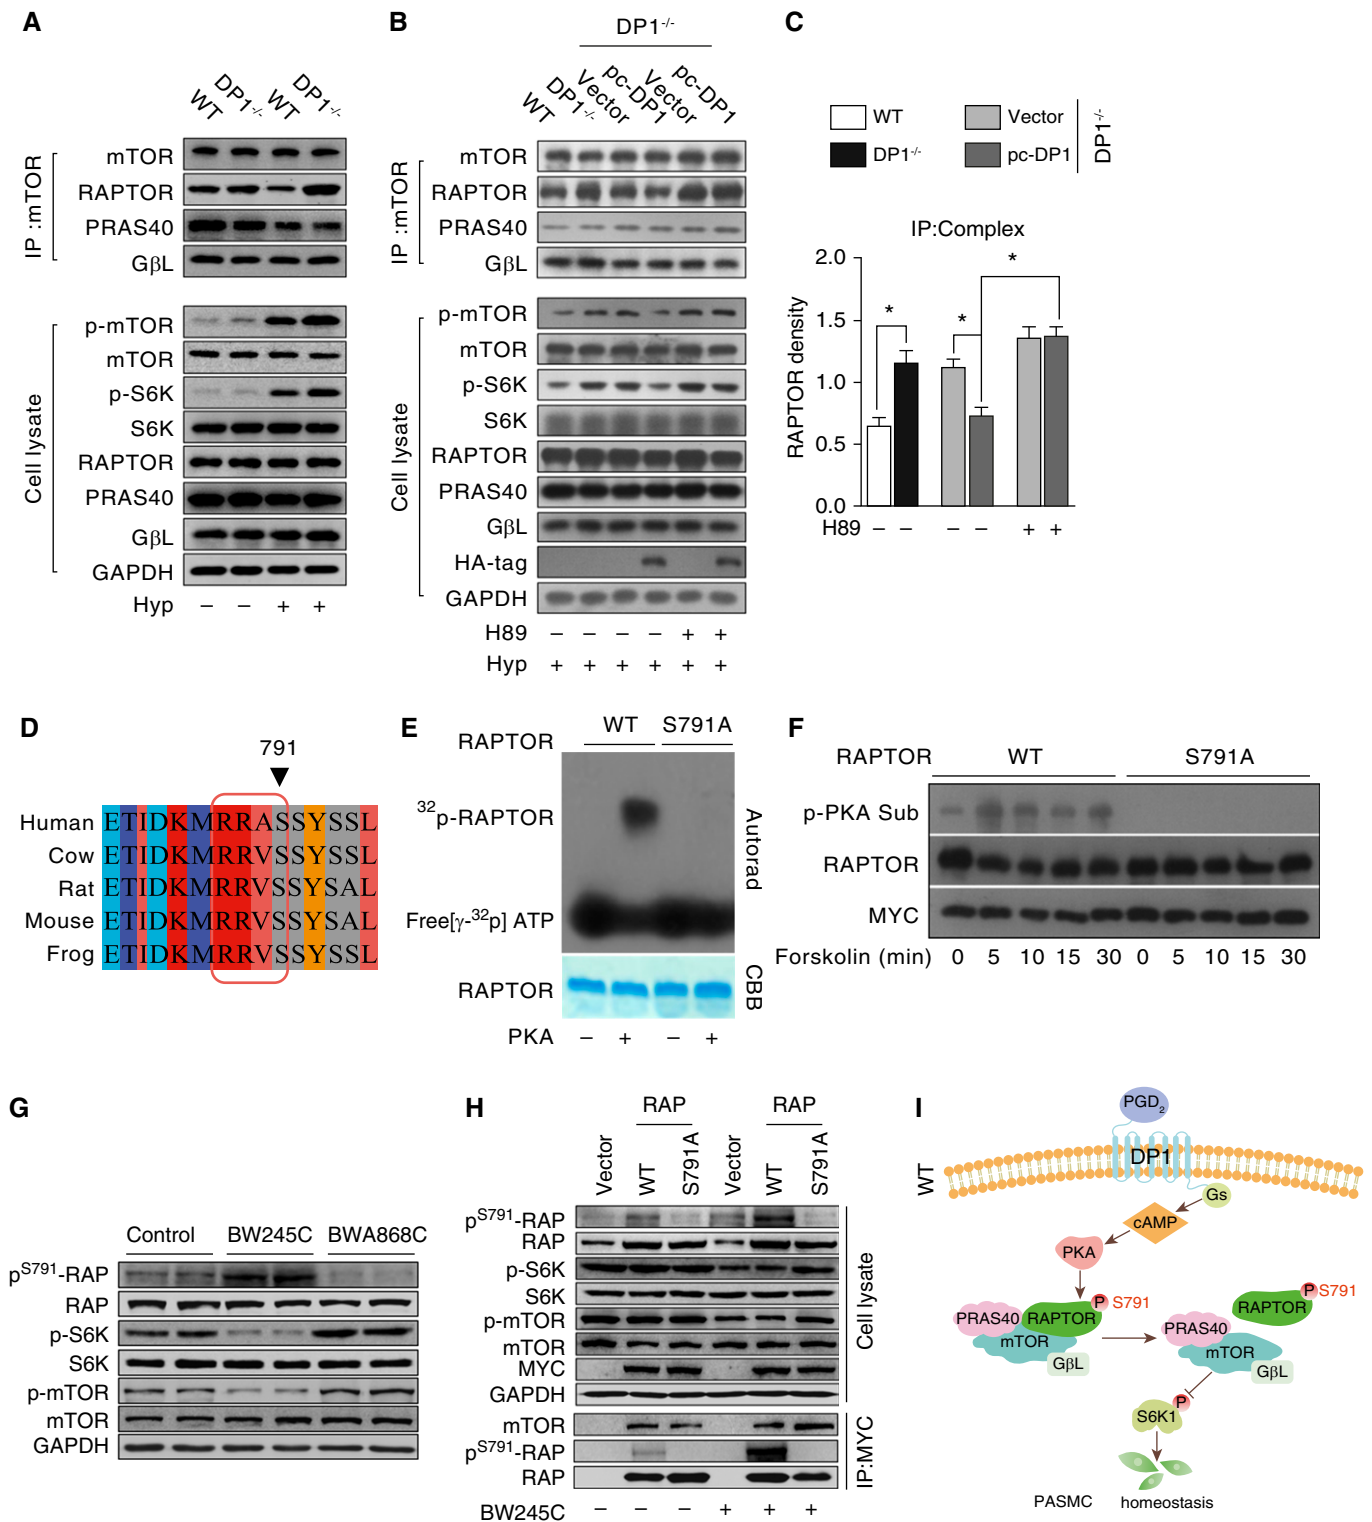 A
WT DP1-/- WT DP1-/-
IP :mTOR
mTOR
RAPTOR
PRAS40
GβL
Cell lysate
p-mTOR
mTOR
p-S6K
S6K
RAPTOR
PRAS40
GβL
GAPDH
Hyp − − + +
B
DP1-/-
WT DP1-/- Vector pc-DP1 Vector pc-DP1
IP :mTOR
mTOR
RAPTOR
PRAS40
GβL
Cell lysate
p-mTOR
mTOR
p-S6K
S6K
RAPTOR
PRAS40
GβL
HA-tag
GAPDH
H89 − − − − + +
Hyp + + + + + +
C
WT
DP1-/-
Vector
pc-DP1
DP1-/-
IP:Complex
RAPTOR density
2.0
1.5
1.0
0.5
0.0
* * *
H89 − − − − + +
D
791
Human ETIDKMRRASSYSSL
Cow ETIDKMRRVSSYSSL
Rat ETIDKMRRVSSYSAL
Mouse ETIDKMRRVSSYSAL
Frog ETIDKMRRVSSYSSL
E
RAPTOR WT S791A
32p-RAPTOR
Free[γ-32p] ATP
Autorad
RAPTOR
CBB
PKA − + − +
F
RAPTOR WT S791A
p-PKA Sub
RAPTOR
MYC
Forskolin (min) 0 5 10 15 30 0 5 10 15 30
G
Control BW245C BWA868C
pS791-RAP
RAP
p-S6K
S6K
p-mTOR
mTOR
GAPDH
H
RAP RAP
Vector WT S791A Vector WT S791A
pS791-RAP
RAP
p-S6K
S6K
p-mTOR
mTOR
MYC
GAPDH
Cell lysate
mTOR
pS791-RAP
RAP
IP:MYC
BW245C − − − + + +
I
WT
PGD2
DP1
Gs
cAMP
PKA
P S791
PRAS40 RAPTOR
mTOR
GβL
P S791
RAPTOR
PRAS40
mTOR
GβL
P
S6K1
PASMC homeostasis